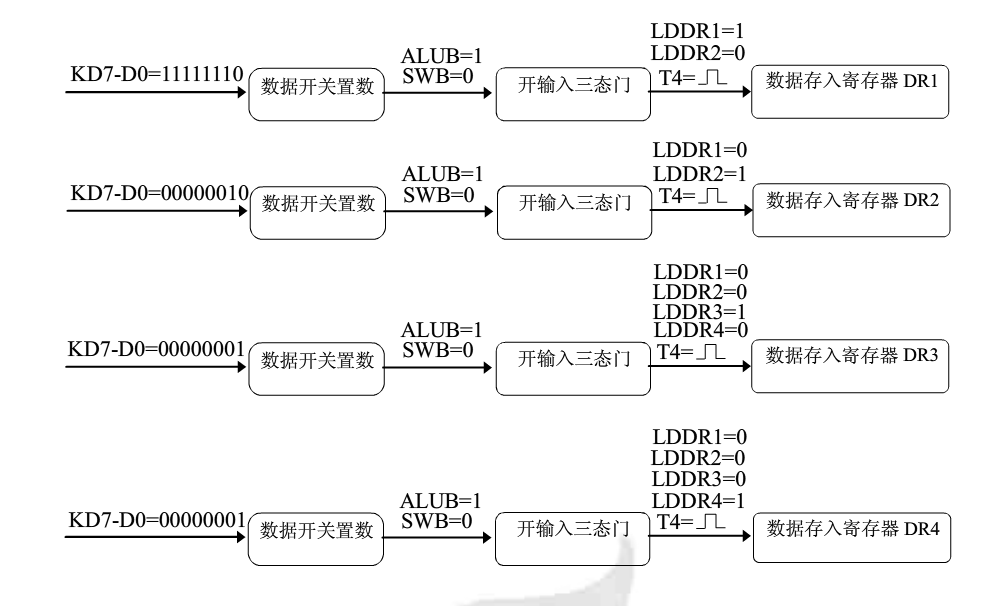 LDDR1=1
LDDR2=0
ALUB=1
SWB=0
T4=
KD7-D0=11111110
数据开关置数
开输入三态门
数据存入寄存器 DR1
LDDR1=0
LDDR2=1
ALUB=1
SWB=0
T4=
KD7-D0=00000010
数据开关置数
开输入三态门
数据存入寄存器 DR2
LDDR1=0
LDDR2=0
LDDR3=1
LDDR4=0
ALUB=1
SWB=0
T4=
KD7-D0=00000001
数据开关置数
开输入三态门
数据存入寄存器 DR3
LDDR1=0
LDDR2=0
LDDR3=0
LDDR4=1
ALUB=1
SWB=0
T4=
KD7-D0=00000001
数据开关置数
开输入三态门
数据存入寄存器 DR4